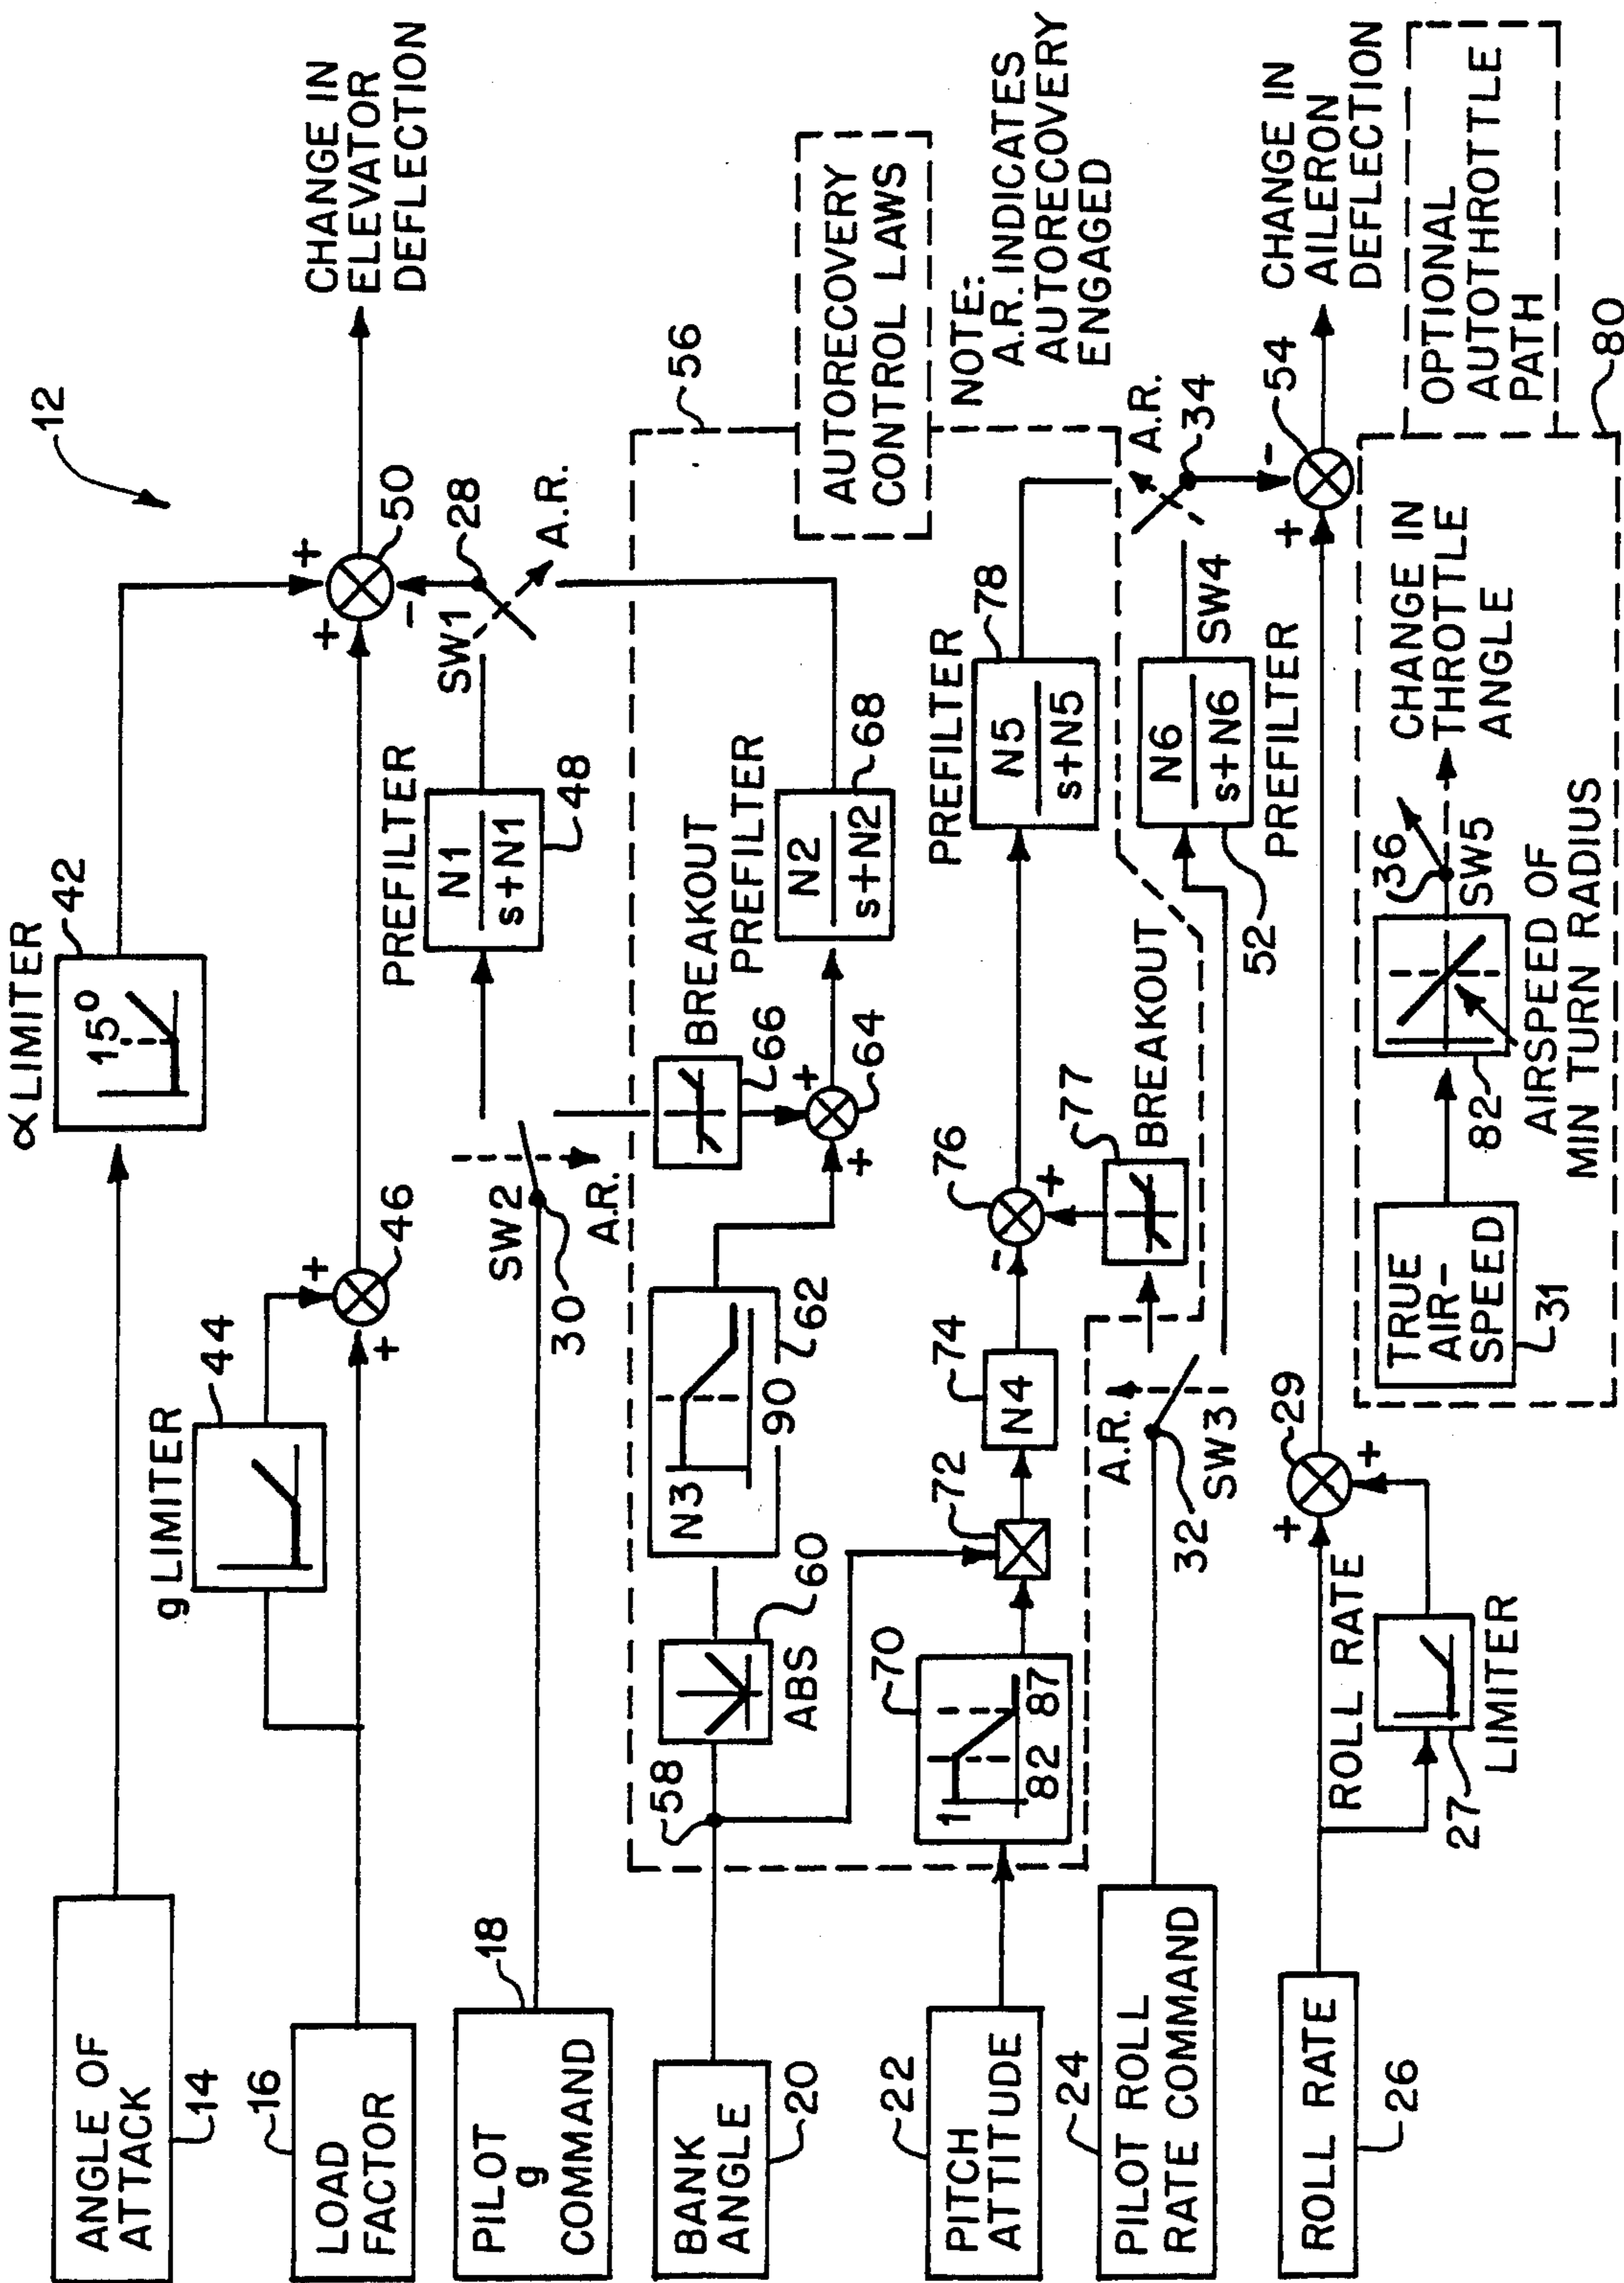 12
ANGLE OF
ATTACK
14
α LIMITER
42
15°
+
+
-
50
CHANGE IN
ELEVATOR
DEFLECTION
LOAD
FACTOR
16
g LIMITER
44
+
+
46
PILOT
g
COMMAND
18
SW2
30
A.R.
PREFILTER
N1
s+N1
48
SW1
28
A.R.
56
AUTORECOVERY
CONTROL LAWS
NOTE:
A.R. INDICATES
AUTORECOVERY
ENGAGED
BANK
ANGLE
20
58
60
ABS
N3
90
62
BREAKOUT
66
+
+
64
PREFILTER
N2
s+N2
68
PITCH
ATTITUDE
22
70
1
82 87
72
74
N4
76
-
+
77
BREAKOUT
PREFILTER
78
N5
s+N5
A.R.
34
PILOT ROLL
RATE COMMAND
24
A.R.
32
SW3
N6
s+N6
52
PREFILTER
SW4
ROLL RATE
26
ROLL RATE
27
LIMITER
29
+
+
+
-
54
CHANGE IN
AILERON
DEFLECTION
TRUE
AIR-
SPEED
31
82
36
SW5
AIRSPEED OF
MIN TURN RADIUS
CHANGE IN
THROTTLE
ANGLE
OPTIONAL
AUTOTHROTTLE
PATH
80